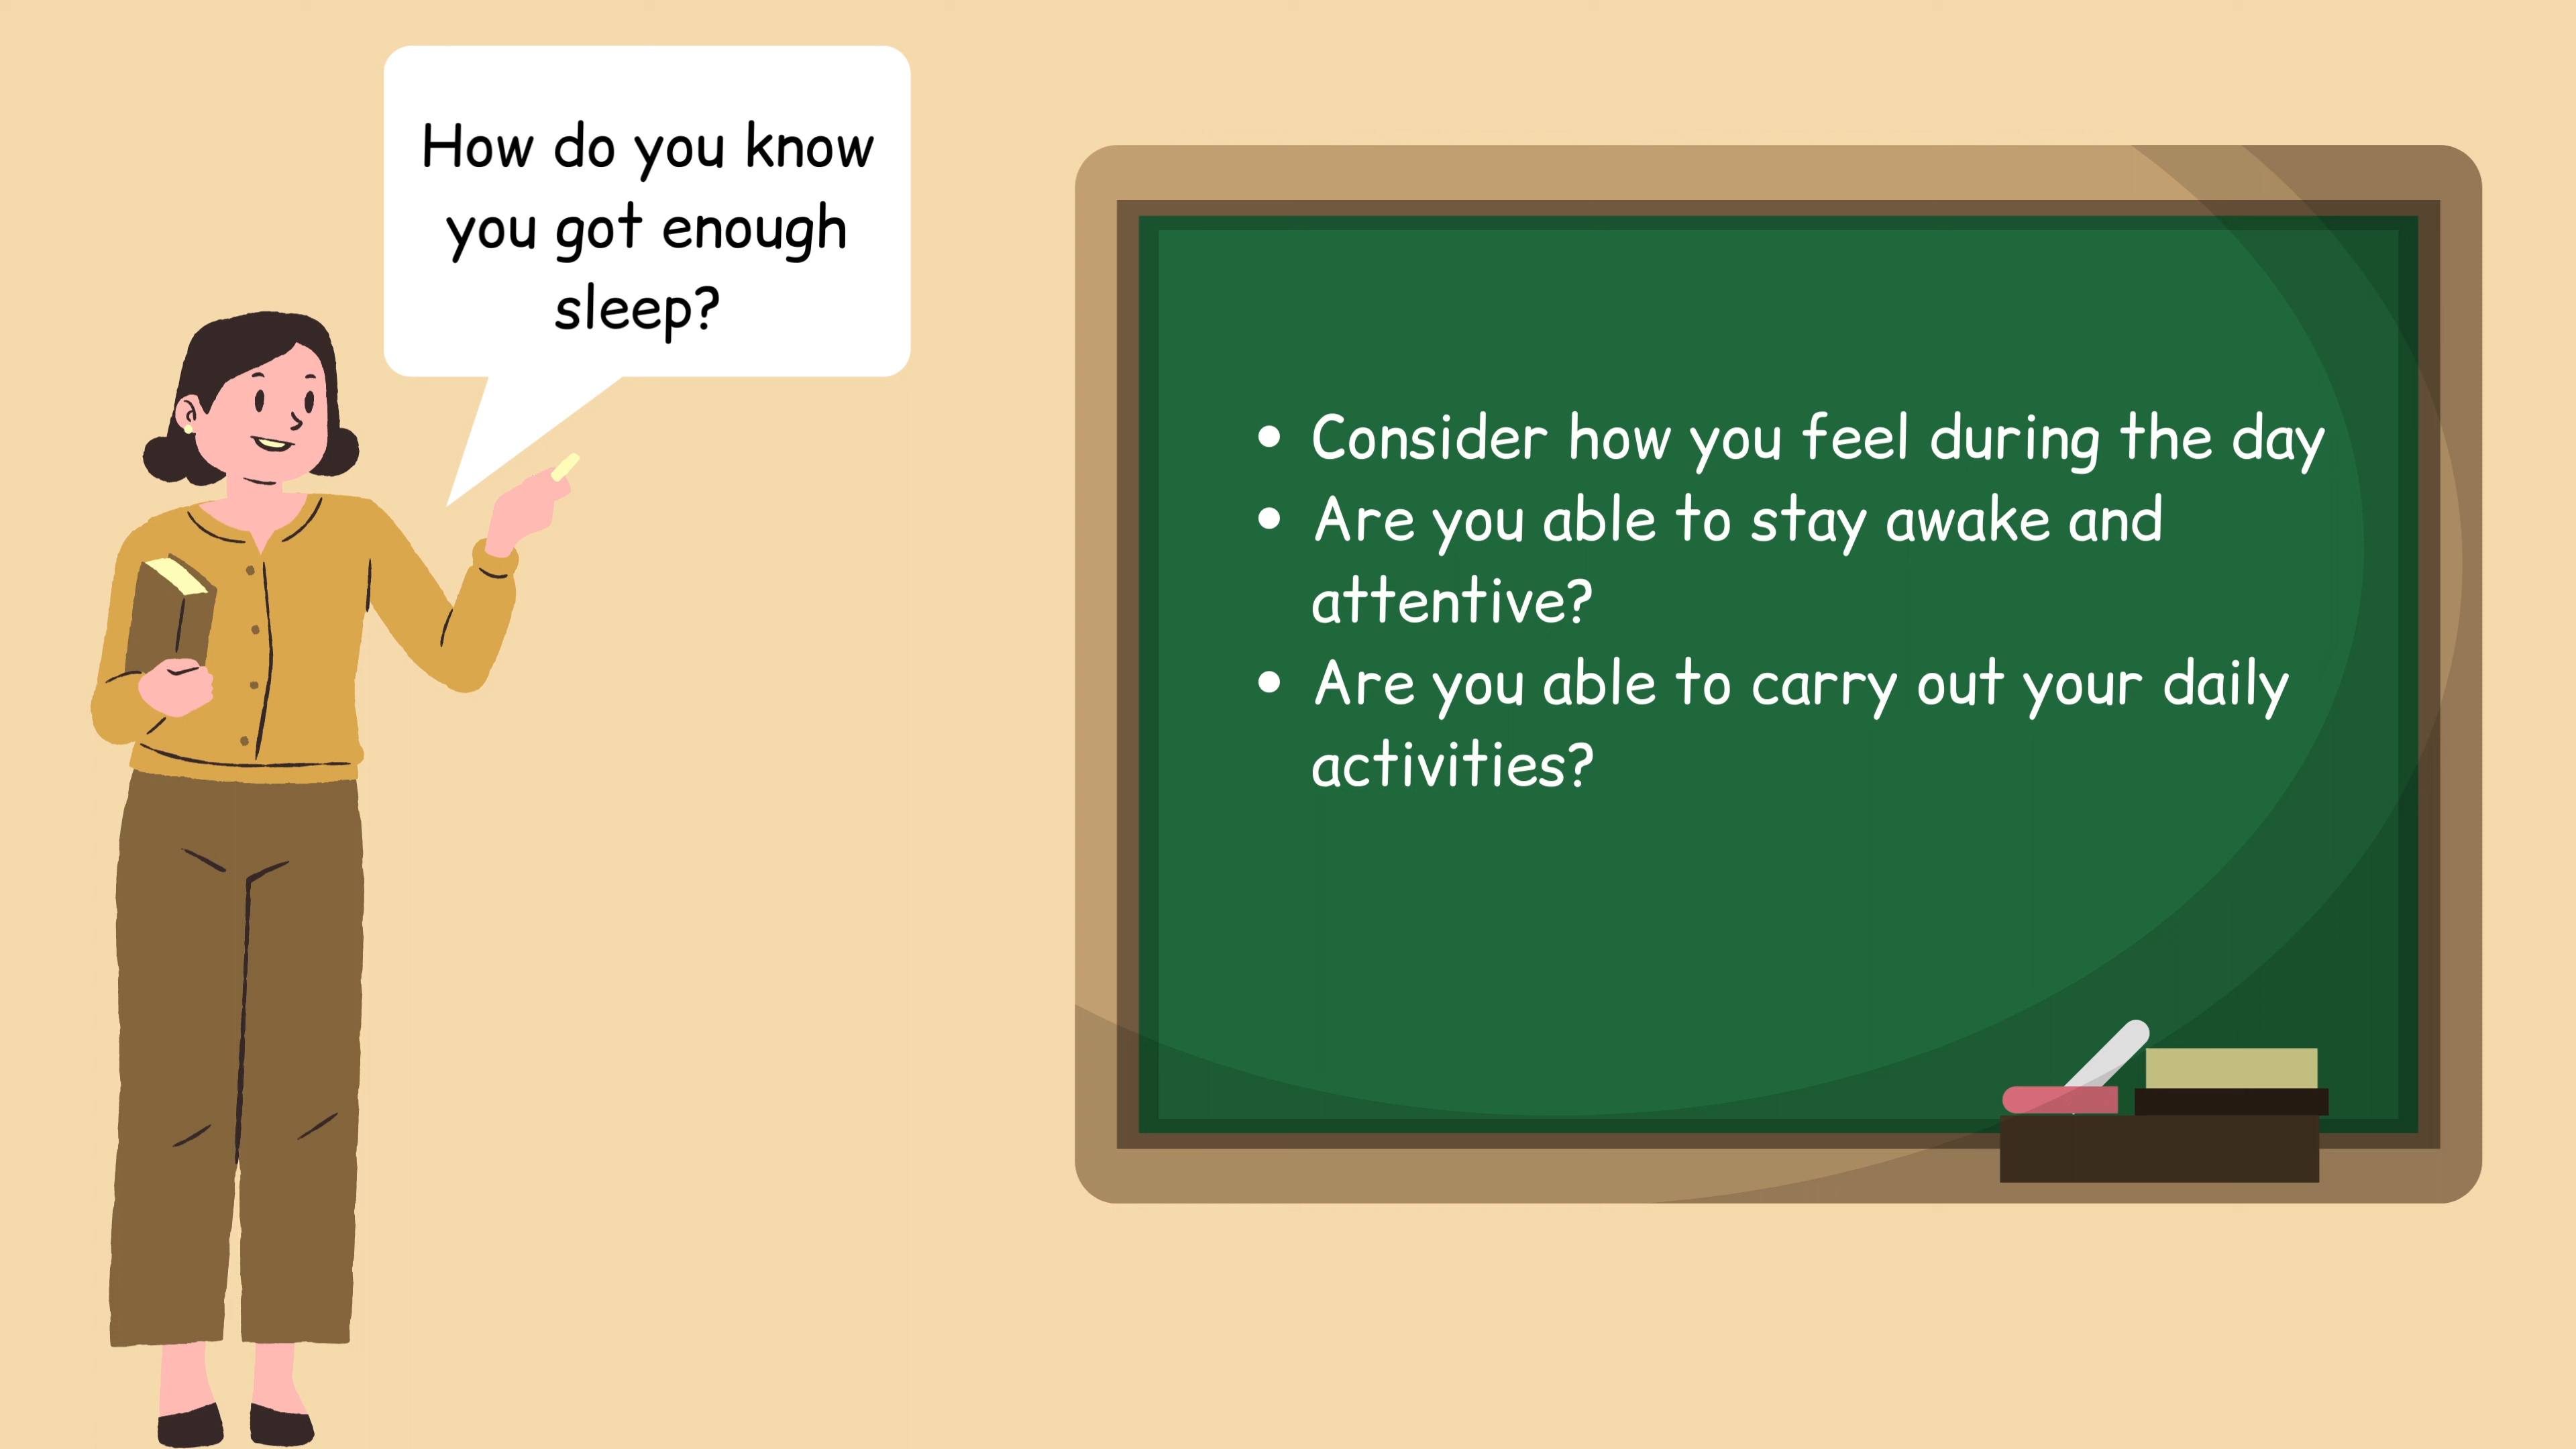 How do you know
you got enough
sleep?
• Consider how you feel during the day
• Are you able to stay awake and
attentive?
• Are you able to carry out your daily
activities?